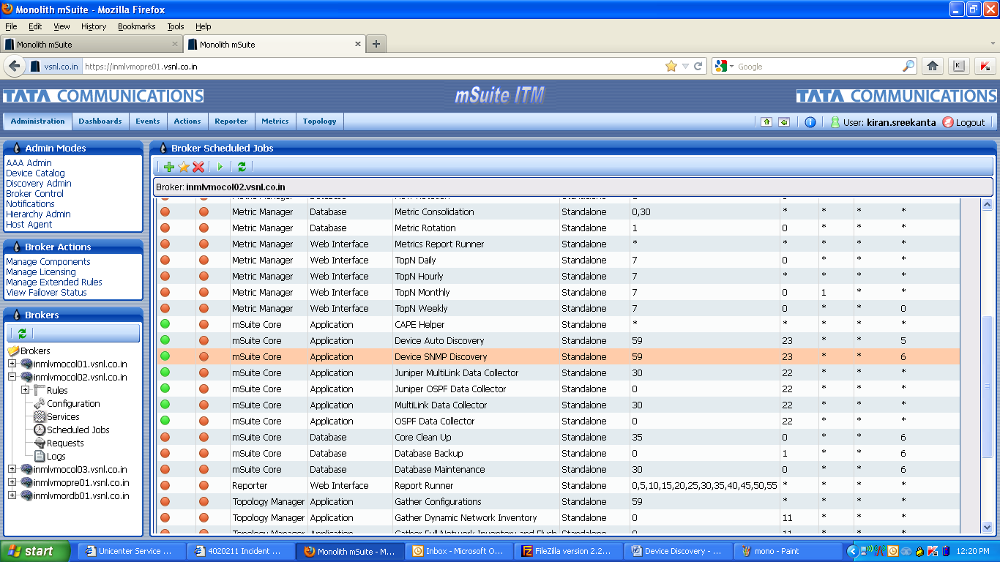 Monolith mSuite - Mozilla Firefox
File Edit View History Bookmarks Tools Help
Monolith mSuite × Monolith mSuite × +
vsnl.co.in https://inmlvmopre01.vsnl.co.in Google
TATA COMMUNICATIONS mSuite ITM TATA COMMUNICATIONS
Administration Dashboards Events Actions Reporter Metrics Topology User: kiran.sreekanta Logout
Admin Modes
AAA Admin
Device Catalog
Discovery Admin
Broker Control
Notifications
Hierarchy Admin
Host Agent
Broker Actions
Manage Components
Manage Licensing
Manage Extended Rules
View Failover Status
Brokers
Brokers
inmlvmocol01.vsnl.co.in
inmlvmocol02.vsnl.co.in
Rules
Configuration
Services
Scheduled Jobs
Requests
Logs
inmlvmocol03.vsnl.co.in
inmlvmopre01.vsnl.co.in
inmlvmordb01.vsnl.co.in
Broker Scheduled Jobs
Broker: inmlvmocol02.vsnl.co.in
Metric Manager Database Metric Consolidation Standalone 0,30 * * * *
Metric Manager Database Metric Rotation Standalone 1 0 * * *
Metric Manager Web Interface Metrics Report Runner Standalone * * * * *
Metric Manager Web Interface TopN Daily Standalone 7 0 * * *
Metric Manager Web Interface TopN Hourly Standalone 7 * * * *
Metric Manager Web Interface TopN Monthly Standalone 7 0 1 * *
Metric Manager Web Interface TopN Weekly Standalone 7 0 * * 0
mSuite Core Application CAPE Helper Standalone * * * * *
mSuite Core Application Device Auto Discovery Standalone 59 23 * * 5
mSuite Core Application Device SNMP Discovery Standalone 59 23 * * 6
mSuite Core Application Juniper MultiLink Data Collector Standalone 30 22 * * *
mSuite Core Application Juniper OSPF Data Collector Standalone 0 22 * * *
mSuite Core Application MultiLink Data Collector Standalone 30 22 * * *
mSuite Core Application OSPF Data Collector Standalone 0 22 * * *
mSuite Core Database Core Clean Up Standalone 35 0 * * 6
mSuite Core Database Database Backup Standalone 0 1 * * 6
mSuite Core Database Database Maintenance Standalone 30 0 * * 6
Reporter Web Interface Report Runner Standalone 0,5,10,15,20,25,30,35,40,45,50,55 * * * *
Topology Manager Application Gather Configurations Standalone 59 * * * *
Topology Manager Application Gather Dynamic Network Inventory Standalone 0 11 * * *
Topology Manager Application Gather Full Network Inventory and Flush Standalone 0 11 * * *
start Unicenter Service ... 4020211 Incident ... Monolith mSuite - M... Inbox - Microsoft O... FileZilla version 2.2... Device Discovery - ... mono - Paint 12:20 PM